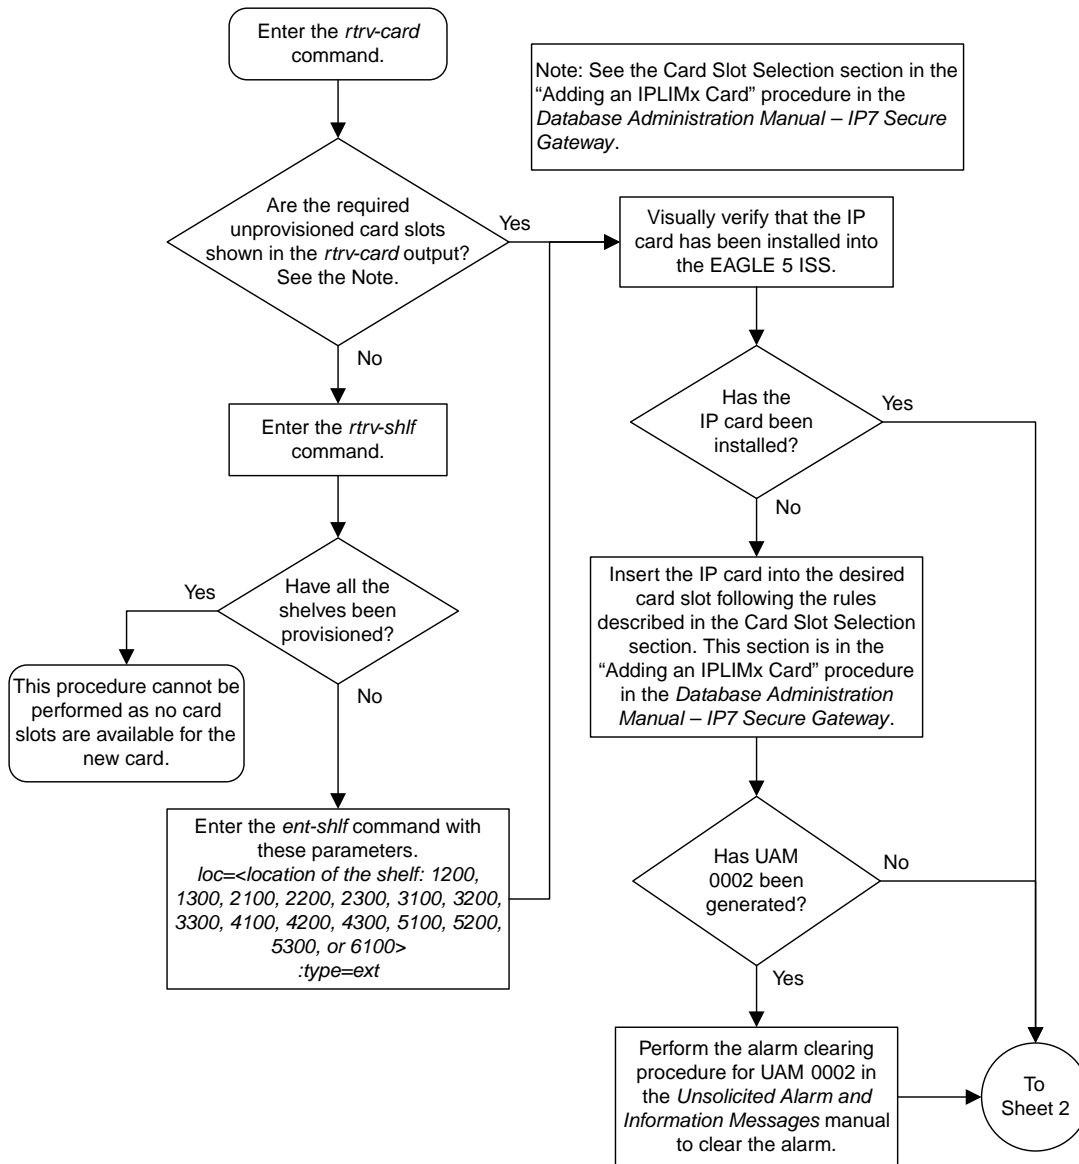 Enter the rtrv-card
command.
Note: See the Card Slot Selection section in the
“Adding an IPLIMx Card” procedure in the
Database Administration Manual – IP7 Secure
Gateway.
Are the required
unprovisioned card slots
shown in the rtrv-card output?
See the Note.
Yes
No
Enter the rtrv-shlf
command.
Have all the
shelves been
provisioned?
Yes
No
This procedure cannot be
performed as no card
slots are available for the
new card.
Enter the ent-shlf command with
these parameters.
loc=<location of the shelf: 1200,
1300, 2100, 2200, 2300, 3100, 3200,
3300, 4100, 4200, 4300, 5100, 5200,
5300, or 6100>
:type=ext
Visually verify that the IP
card has been installed into
the EAGLE 5 ISS.
Has the
IP card been
installed?
Yes
No
Insert the IP card into the desired
card slot following the rules
described in the Card Slot Selection
section. This section is in the
“Adding an IPLIMx Card” procedure
in the Database Administration
Manual – IP7 Secure Gateway.
Has UAM
0002 been
generated?
No
Yes
Perform the alarm clearing
procedure for UAM 0002 in
the Unsolicited Alarm and
Information Messages manual
to clear the alarm.
To
Sheet 2